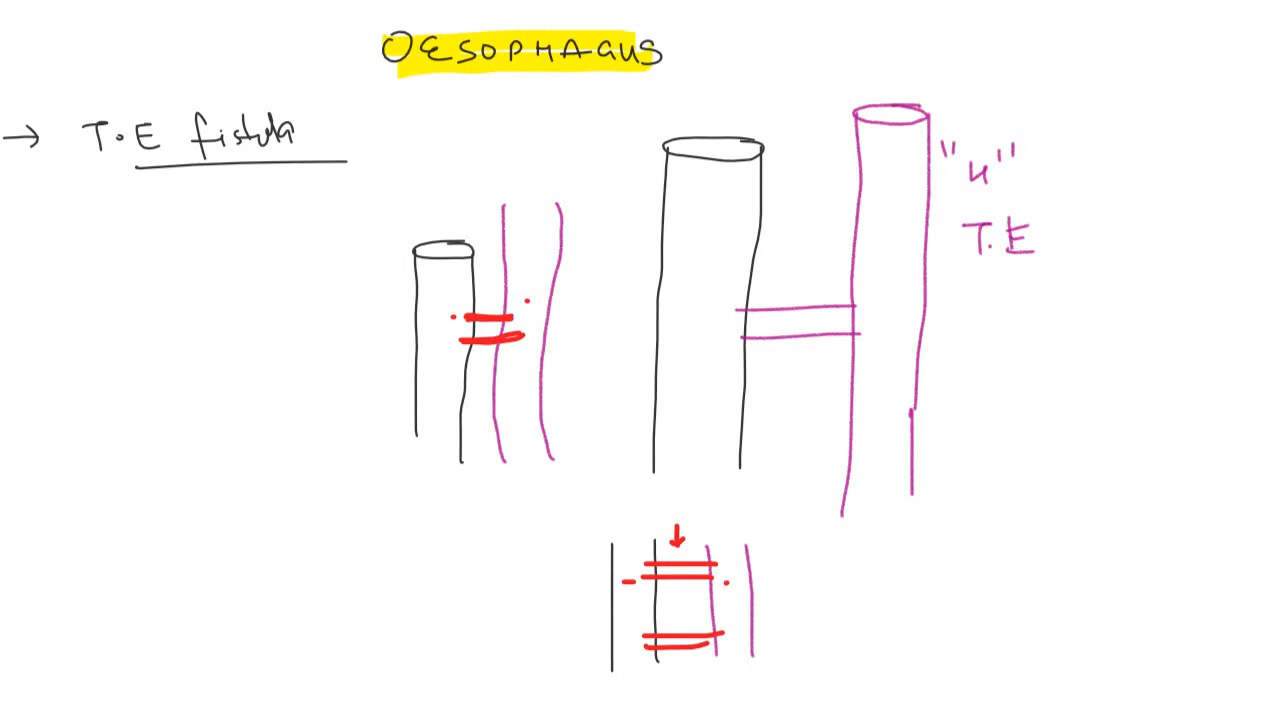 OESOPHAGUS
→ T.E fistula
"H"
T.E